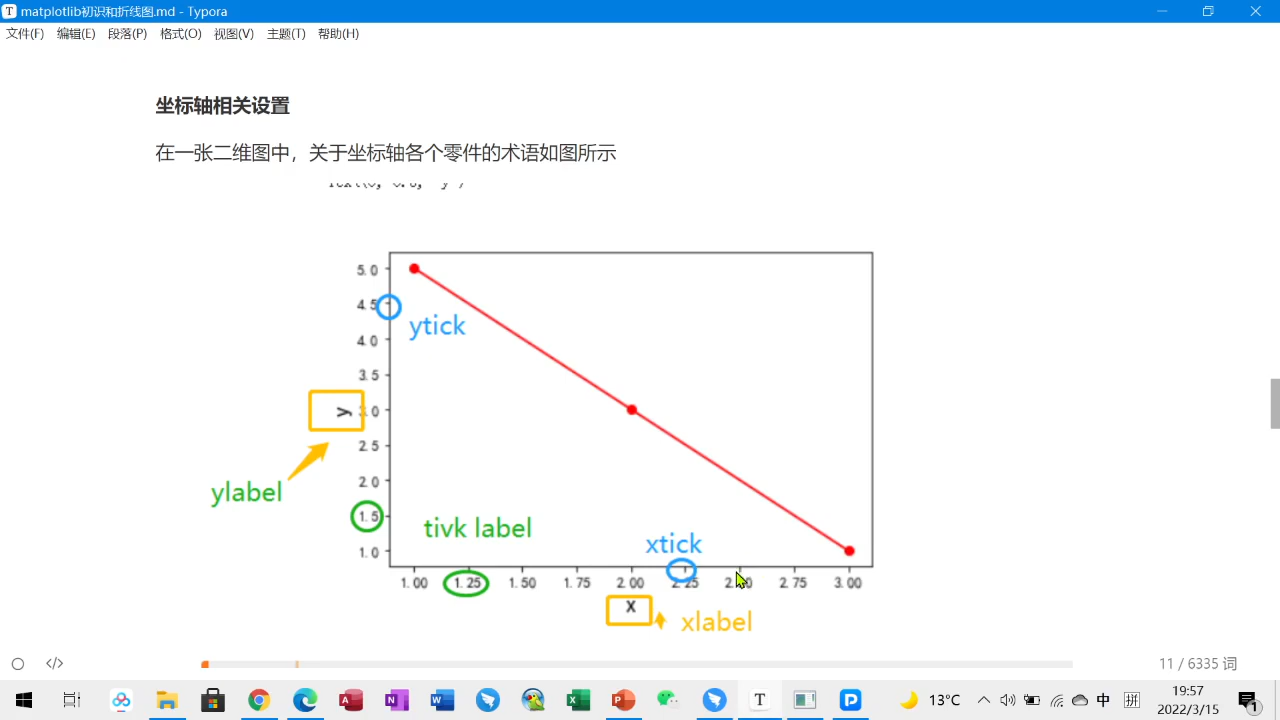 matplotlib初识和折线图.md - Typora
文件(F) 编辑(E) 段落(P) 格式(O) 视图(V) 主题(T) 帮助(H)
坐标轴相关设置
在一张二维图中，关于坐标轴各个零件的术语如图所示
5.0
4.5
ytick
4.0
3.5
y
3.0
2.5
2.0
ylabel
1.5
tivk label
xtick
1.0
1.00 1.25 1.50 1.75 2.00 2.25 2.75 3.00
x
xlabel
11 / 6335 词
13°C
中
拼
19:57
2022/3/15
1